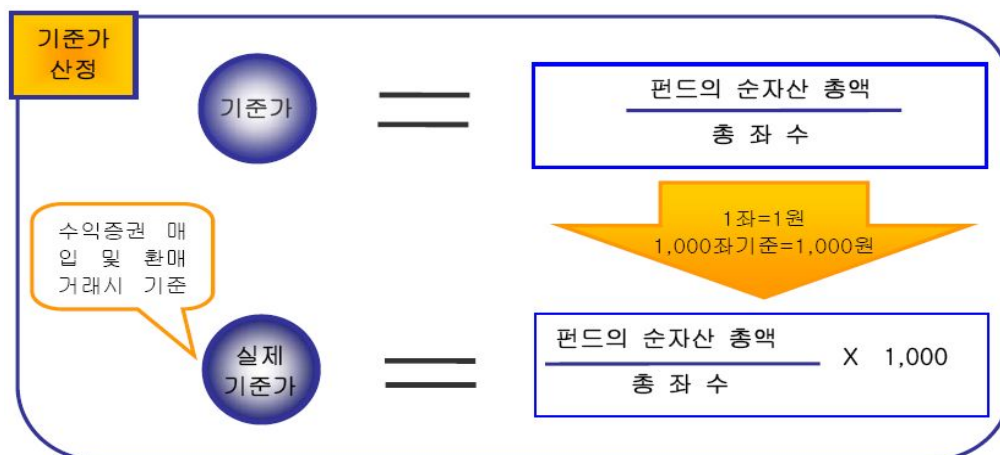 기준가
산정
기준가
펀드의 순자산 총액
총 좌 수
1좌=1원
1,000좌기준=1,000원
수익증권 매
입 및 환매
거래시 기준
실제
기준가
펀드의 순자산 총액
총 좌 수
X 1,000